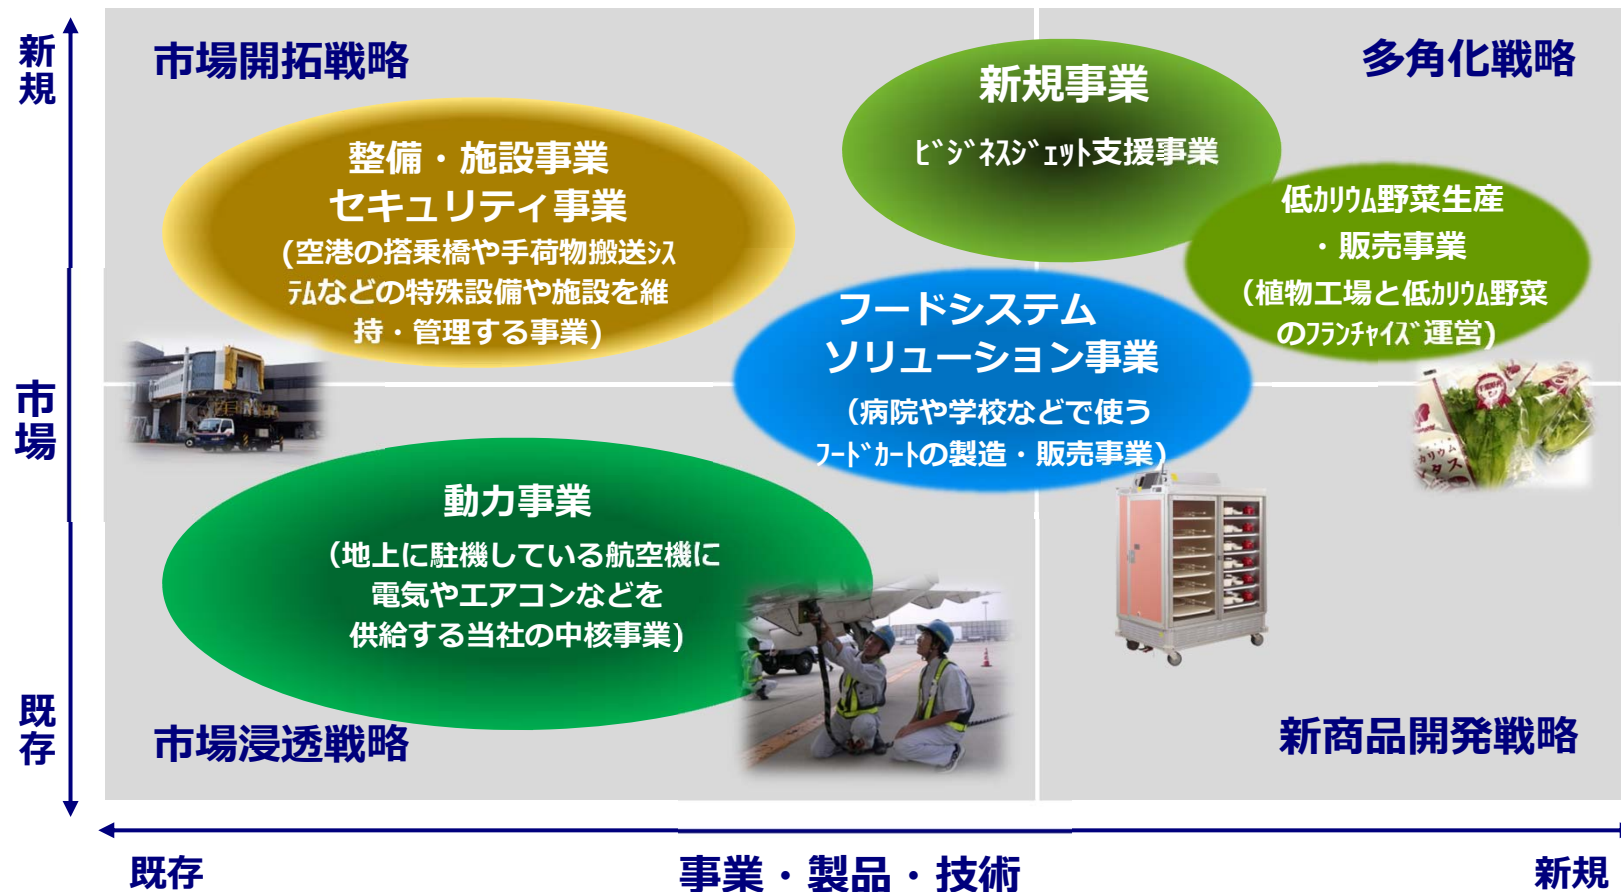 新規
市場開拓戦略
多角化戦略
新規事業
ﾋﾞｼﾞﾈｽｼﾞｪｯﾄ支援事業
整備・施設事業
セキュリティ事業
(空港の搭乗橋や手荷物搬送ｼｽ
ﾃﾑなどの特殊設備や施設を維
持・管理する事業)
低ｶﾘｳﾑ野菜生産
・販売事業
（植物工場と低ｶﾘｳﾑ野菜
のﾌﾗﾝﾁｬｲｽﾞ運営)
フードシステム
ソリューション事業
（病院や学校などで使う
ﾌｰﾄﾞｶｰﾄの製造・販売事業)
市場
動力事業
（地上に駐機している航空機に
電気やエアコンなどを
供給する当社の中核事業)
既存
市場浸透戦略
新商品開発戦略
既存
事業・製品・技術
新規